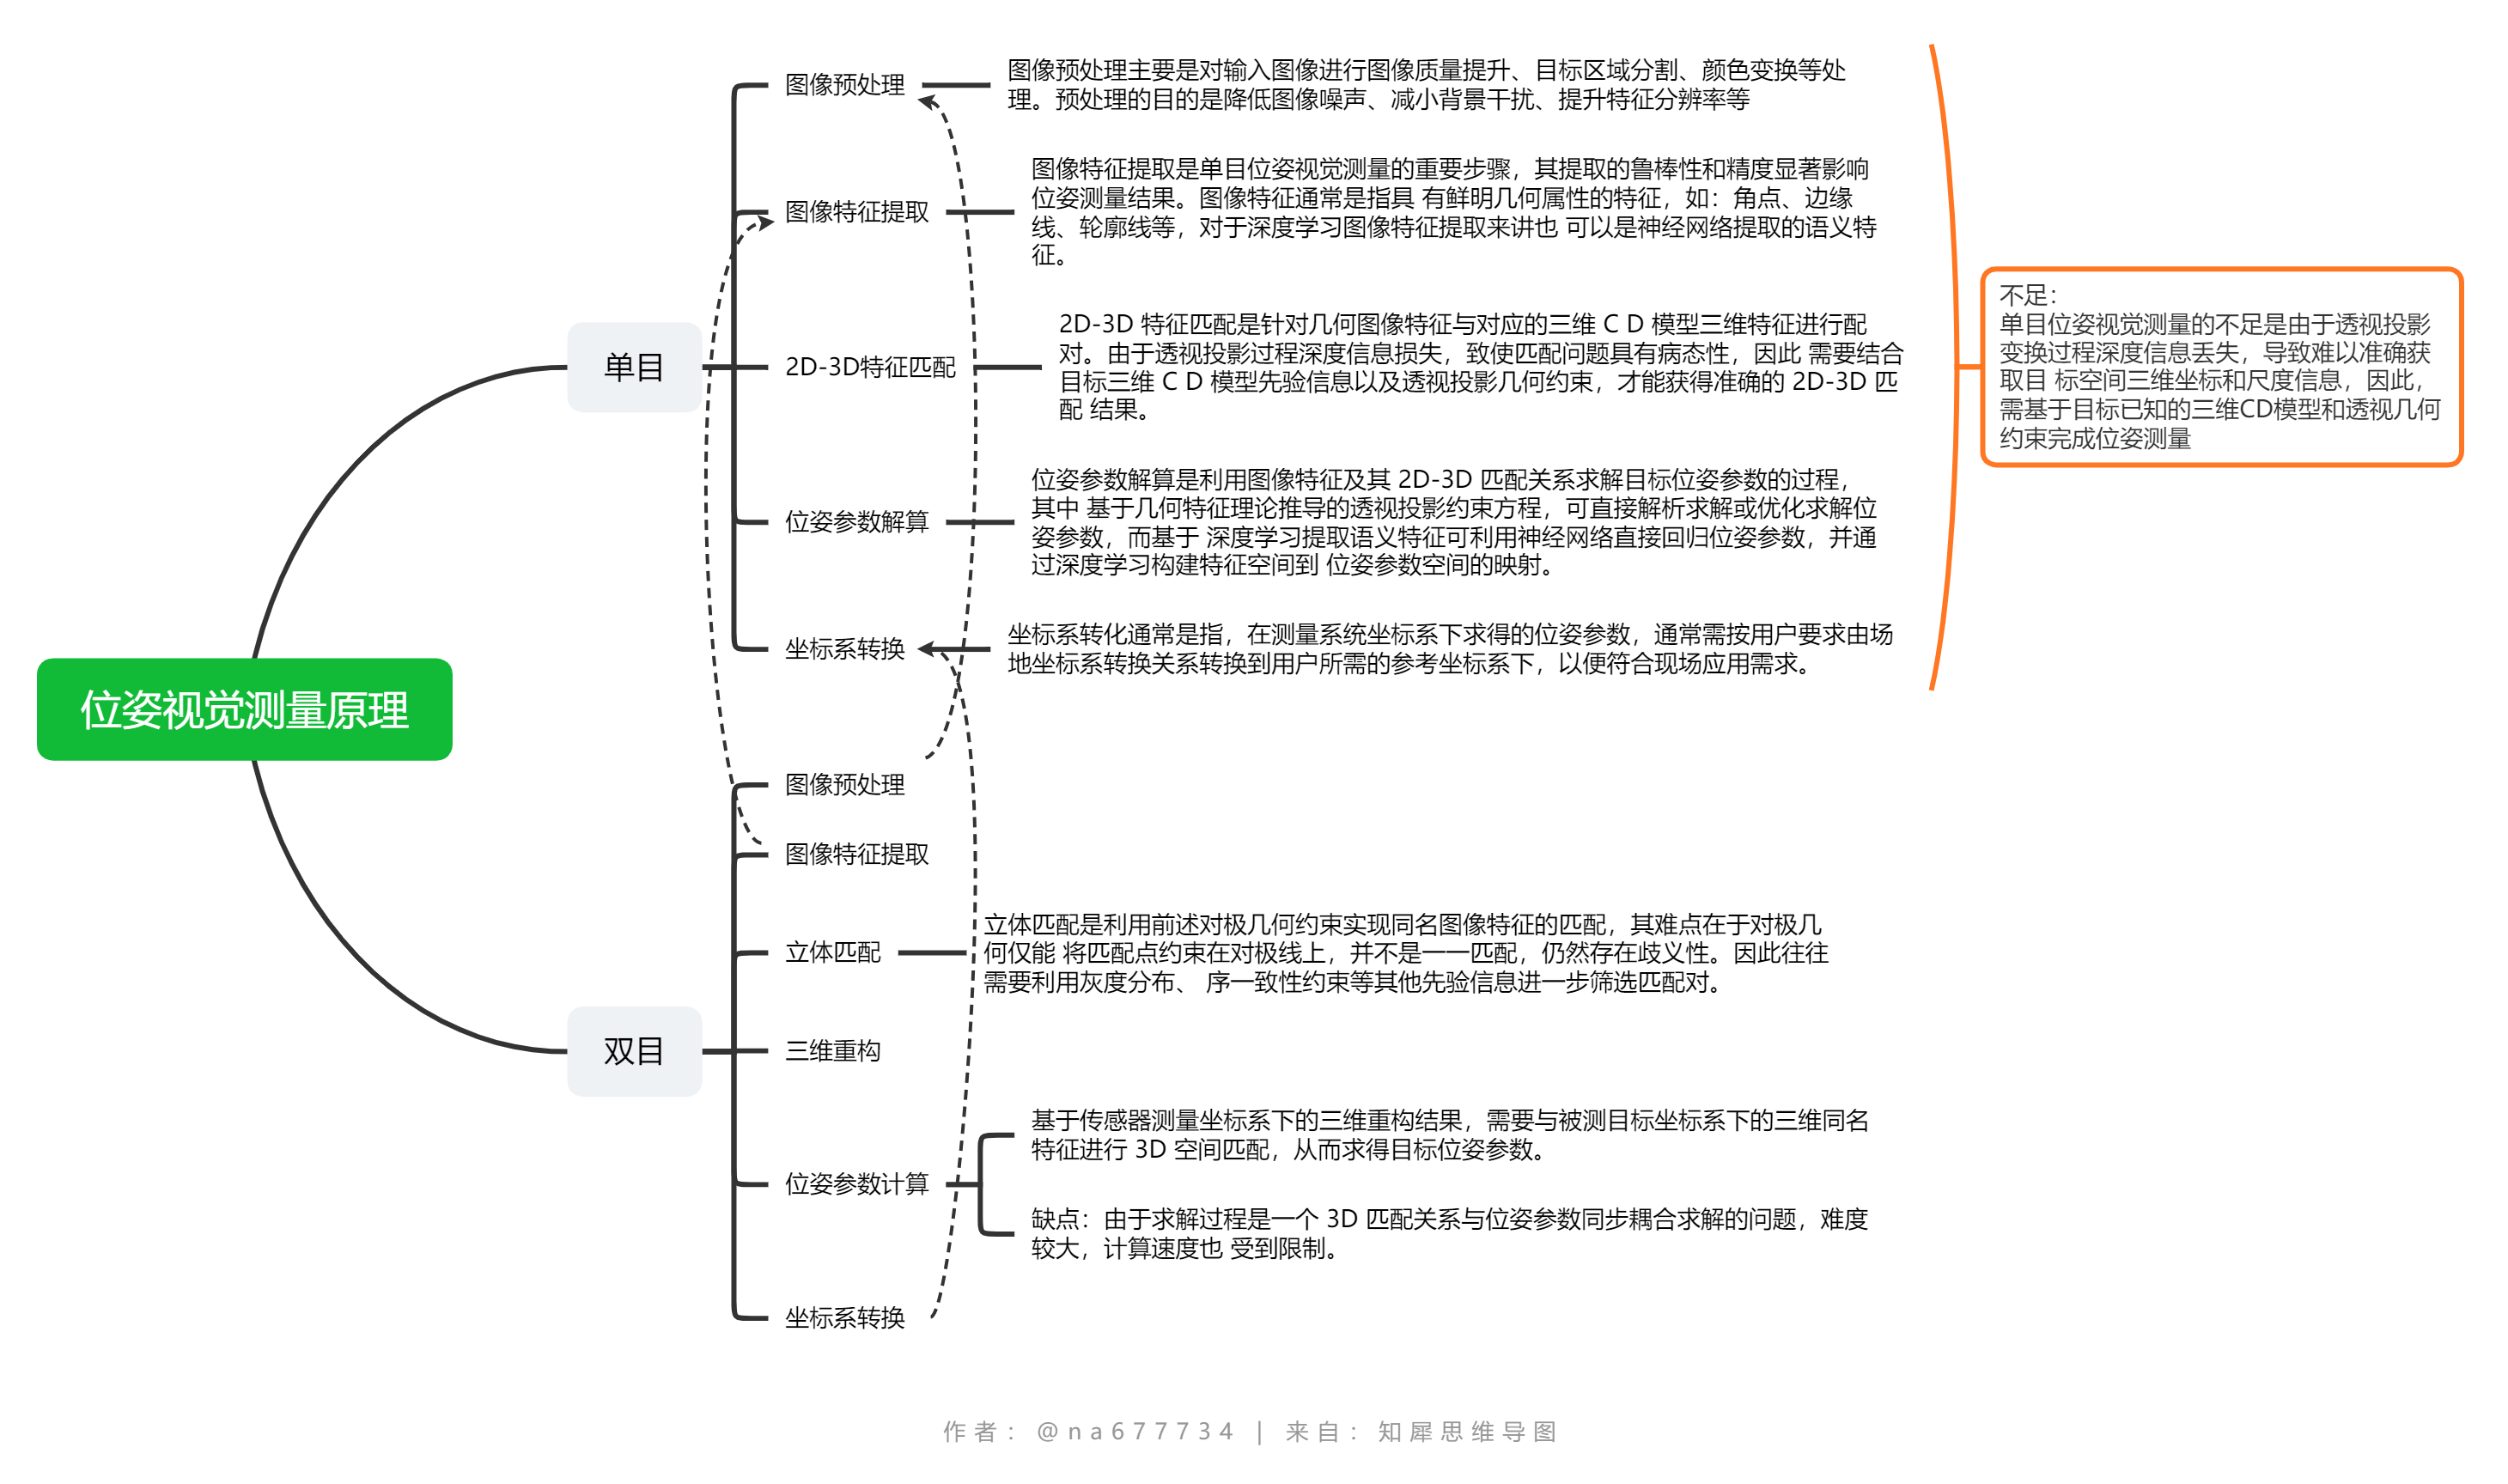 位姿视觉测量原理
单目
图像预处理
图像预处理主要是对输入图像进行图像质量提升、目标区域分割、颜色变换等处
理。预处理的目的是降低图像噪声、减小背景干扰、提升特征分辨率等
图像特征提取
图像特征提取是单目位姿视觉测量的重要步骤，其提取的鲁棒性和精度显著影响
位姿测量结果。图像特征通常是指具 有鲜明几何属性的特征，如：角点、边缘
线、轮廓线等，对于深度学习图像特征提取来讲也 可以是神经网络提取的语义特
征。
2D-3D特征匹配
2D-3D 特征匹配是针对几何图像特征与对应的三维 C D 模型三维特征进行配
对。由于透视投影过程深度信息损失，致使匹配问题具有病态性，因此 需要结合
目标三维 C D 模型先验信息以及透视投影几何约束，才能获得准确的 2D-3D 匹
配 结果。
位姿参数解算
位姿参数解算是利用图像特征及其 2D-3D 匹配关系求解目标位姿参数的过程，
其中 基于几何特征理论推导的透视投影约束方程，可直接解析求解或优化求解位
姿参数，而基于 深度学习提取语义特征可利用神经网络直接回归位姿参数，并通
过深度学习构建特征空间到 位姿参数空间的映射。
坐标系转换
坐标系转化通常是指，在测量系统坐标系下求得的位姿参数，通常需按用户要求由场
地坐标系转换关系转换到用户所需的参考坐标系下，以便符合现场应用需求。
不足：
单目位姿视觉测量的不足是由于透视投影
变换过程深度信息丢失，导致难以准确获
取目 标空间三维坐标和尺度信息，因此，
需基于目标已知的三维CD模型和透视几何
约束完成位姿测量
双目
图像预处理
图像特征提取
立体匹配
立体匹配是利用前述对极几何约束实现同名图像特征的匹配，其难点在于对极几
何仅能 将匹配点约束在对极线上，并不是一一匹配，仍然存在歧义性。因此往往
需要利用灰度分布、 序一致性约束等其他先验信息进一步筛选匹配对。
三维重构
位姿参数计算
基于传感器测量坐标系下的三维重构结果，需要与被测目标坐标系下的三维同名
特征进行 3D 空间匹配，从而求得目标位姿参数。
缺点：由于求解过程是一个 3D 匹配关系与位姿参数同步耦合求解的问题，难度
较大，计算速度也 受到限制。
坐标系转换
作者：@na677734 | 来自：知犀思维导图